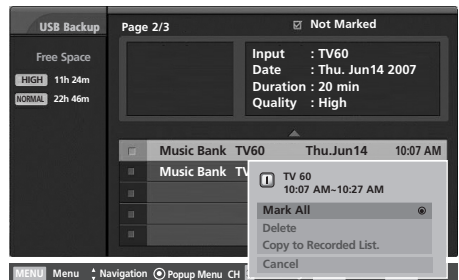 USB Backup
Page 2/3
Not Marked
Free Space
HIGH 11h 24m
NORMAL 22h 46m
Input : TV60
Date : Thu. Jun14 2007
Duration : 20 min
Quality : High
Music Bank TV60 Thu.Jun14 10:07 AM
Music Bank TV
TV 60
10:07 AM~10:27 AM
Mark All
Delete
Copy to Recorded List.
Cancel
MENU Menu Navigation Popup Menu CH